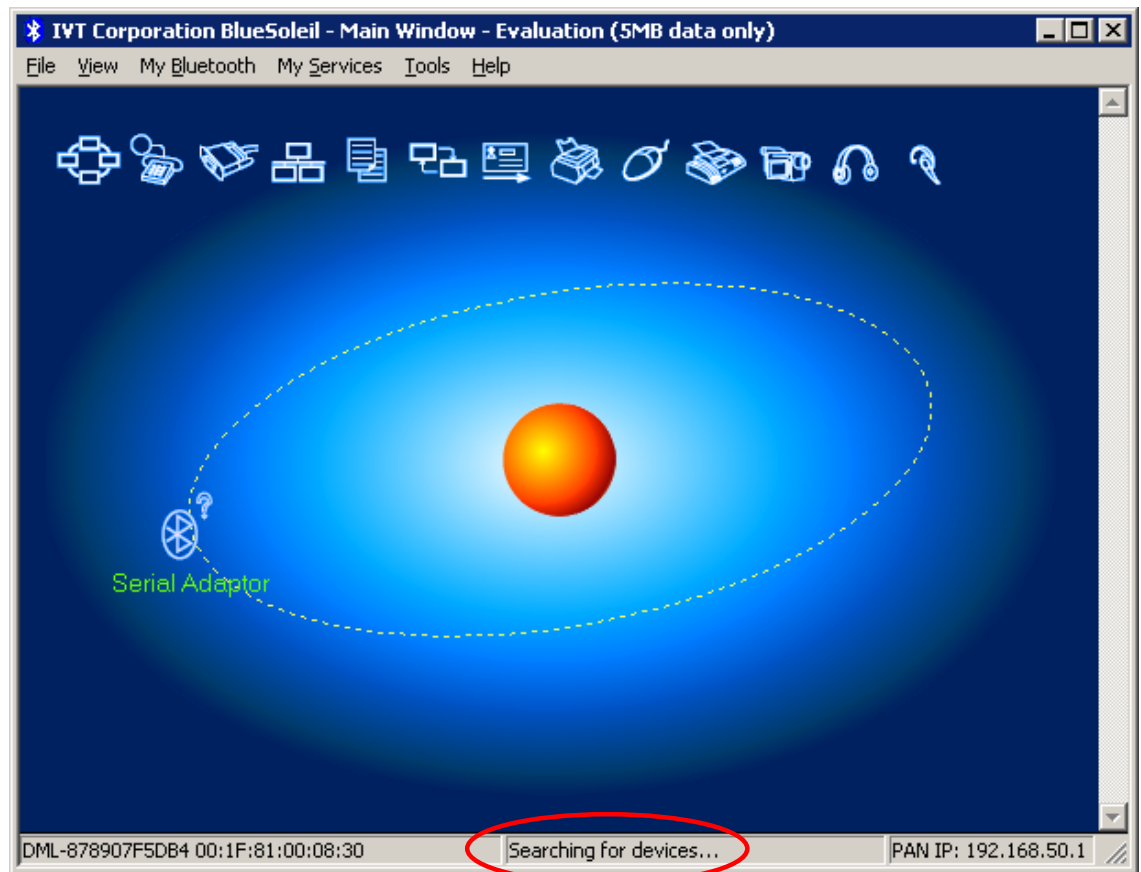 IVT Corporation BlueSoleil - Main Window - Evaluation (5MB data only)
File View My Bluetooth My Services Tools Help
Serial Adaptor
DML-878907F5DB4 00:1F:81:00:08:30 Searching for devices... PAN IP: 192.168.50.1